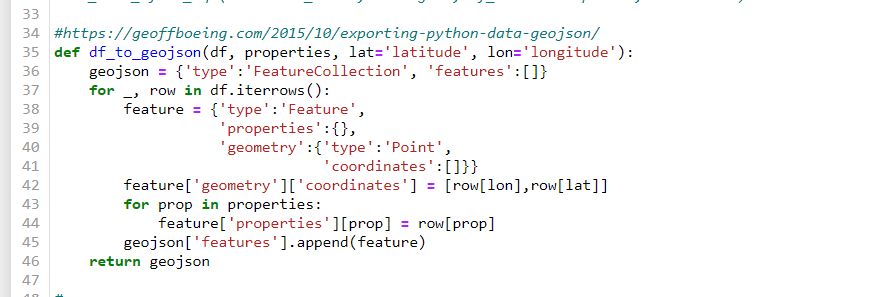 33
34 #https://geoffboeing.com/2015/10/exporting-python-data-geojson/
35 def df_to_geojson(df, properties, lat='latitude', lon='longitude'):
36     geojson = {'type':'FeatureCollection', 'features':[]}
37     for _, row in df.iterrows():
38         feature = {'type':'Feature',
39                    'properties':{},
40                    'geometry':{'type':'Point',
41                                'coordinates':[]}}
42         feature['geometry']['coordinates'] = [row[lon],row[lat]]
43         for prop in properties:
44             feature['properties'][prop] = row[prop]
45         geojson['features'].append(feature)
46     return geojson
47